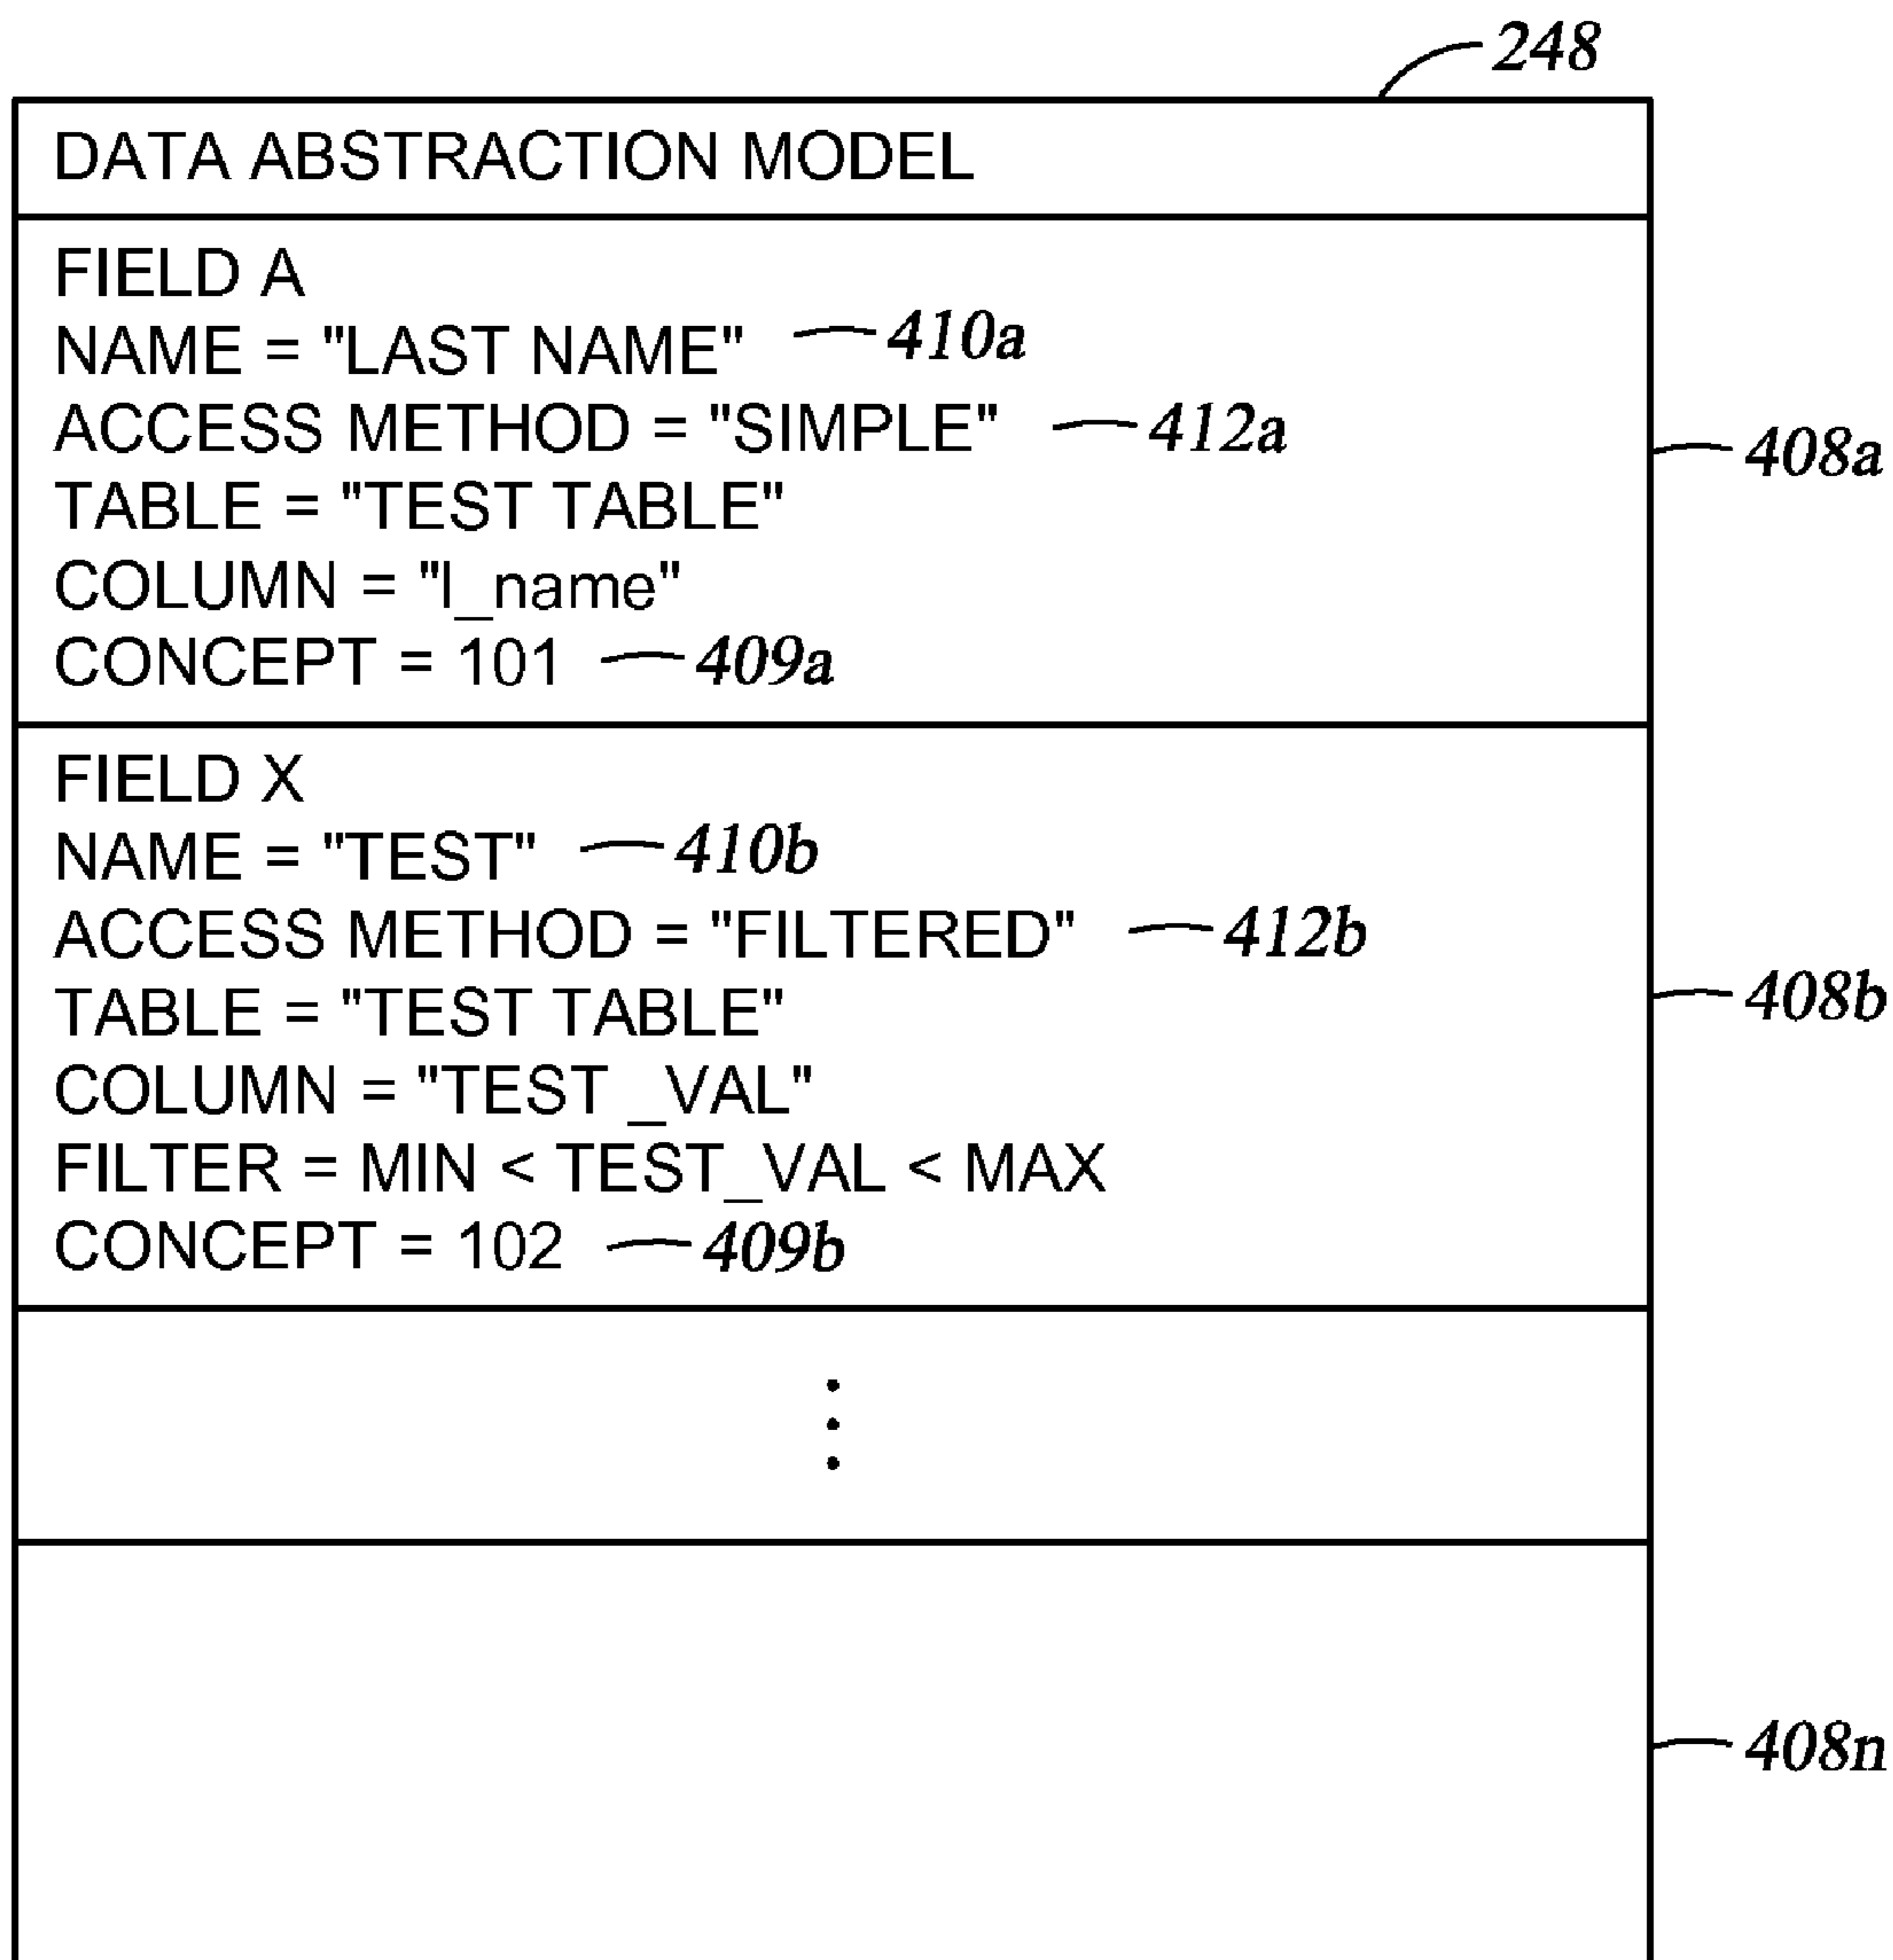 248
DATA ABSTRACTION MODEL
FIELD A
NAME = "LAST NAME" 410a
ACCESS METHOD = "SIMPLE" 412a
408a
TABLE = "TEST TABLE"
COLUMN = "l_name"
CONCEPT = 101 409a
FIELD X
NAME = "TEST" 410b
ACCESS METHOD = "FILTERED" 412b
408b
TABLE = "TEST TABLE"
COLUMN = "TEST_VAL"
FILTER = MIN < TEST_VAL < MAX
CONCEPT = 102 409b
408n